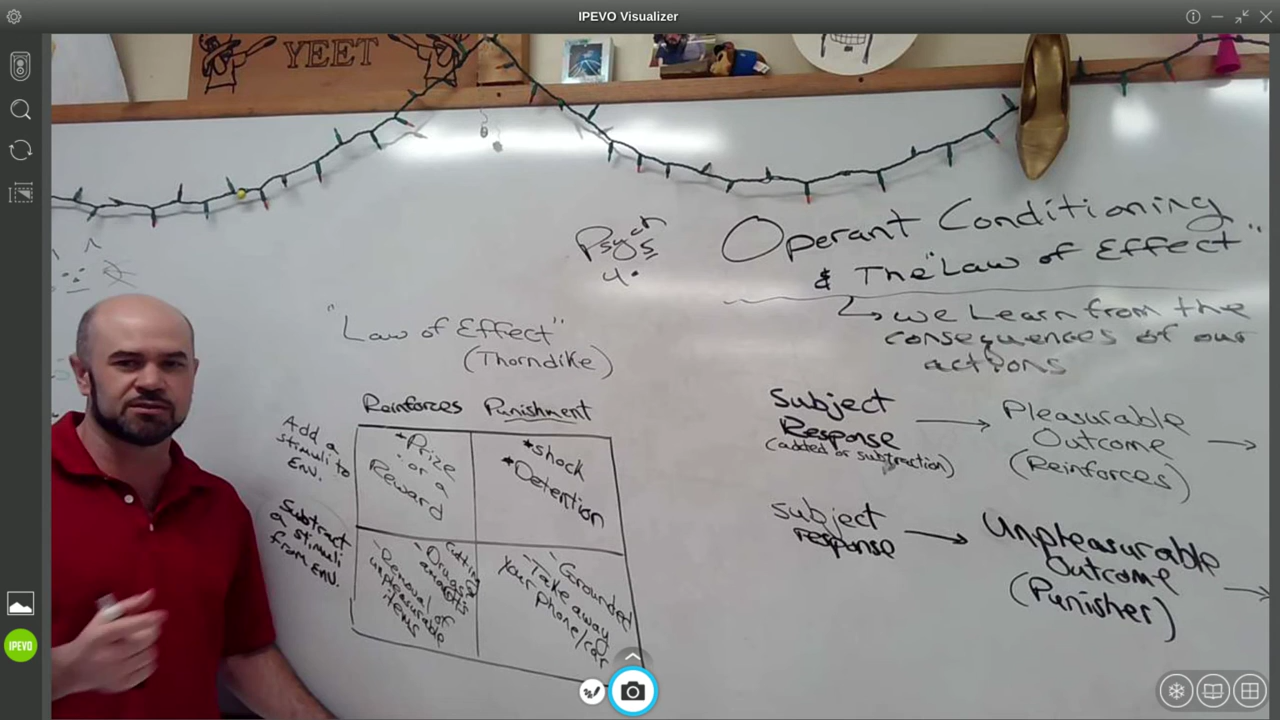 IPEVO Visualizer
YEET
Psych
5
4.
Operant Conditioning
& The "Law of Effect"
we Learn from the
consequences of our
actions
"Law of Effect"
(Thorndike)
Reinforces Punishment
Add a
stimuli to
Env.
*Prize
or a
Reward
*shock
*Detention
Subtract
a stimuli
from Env.
-Removal of
unpleasurable
items
-Drugs &
Cutting
-Grounded
-Take away
your phone/car
Subject
Response
(added or subtraction)
Pleasurable
Outcome
(Reinforces)
subject
response
Unpleasurable
Outcome
(Punisher)
IPEVO